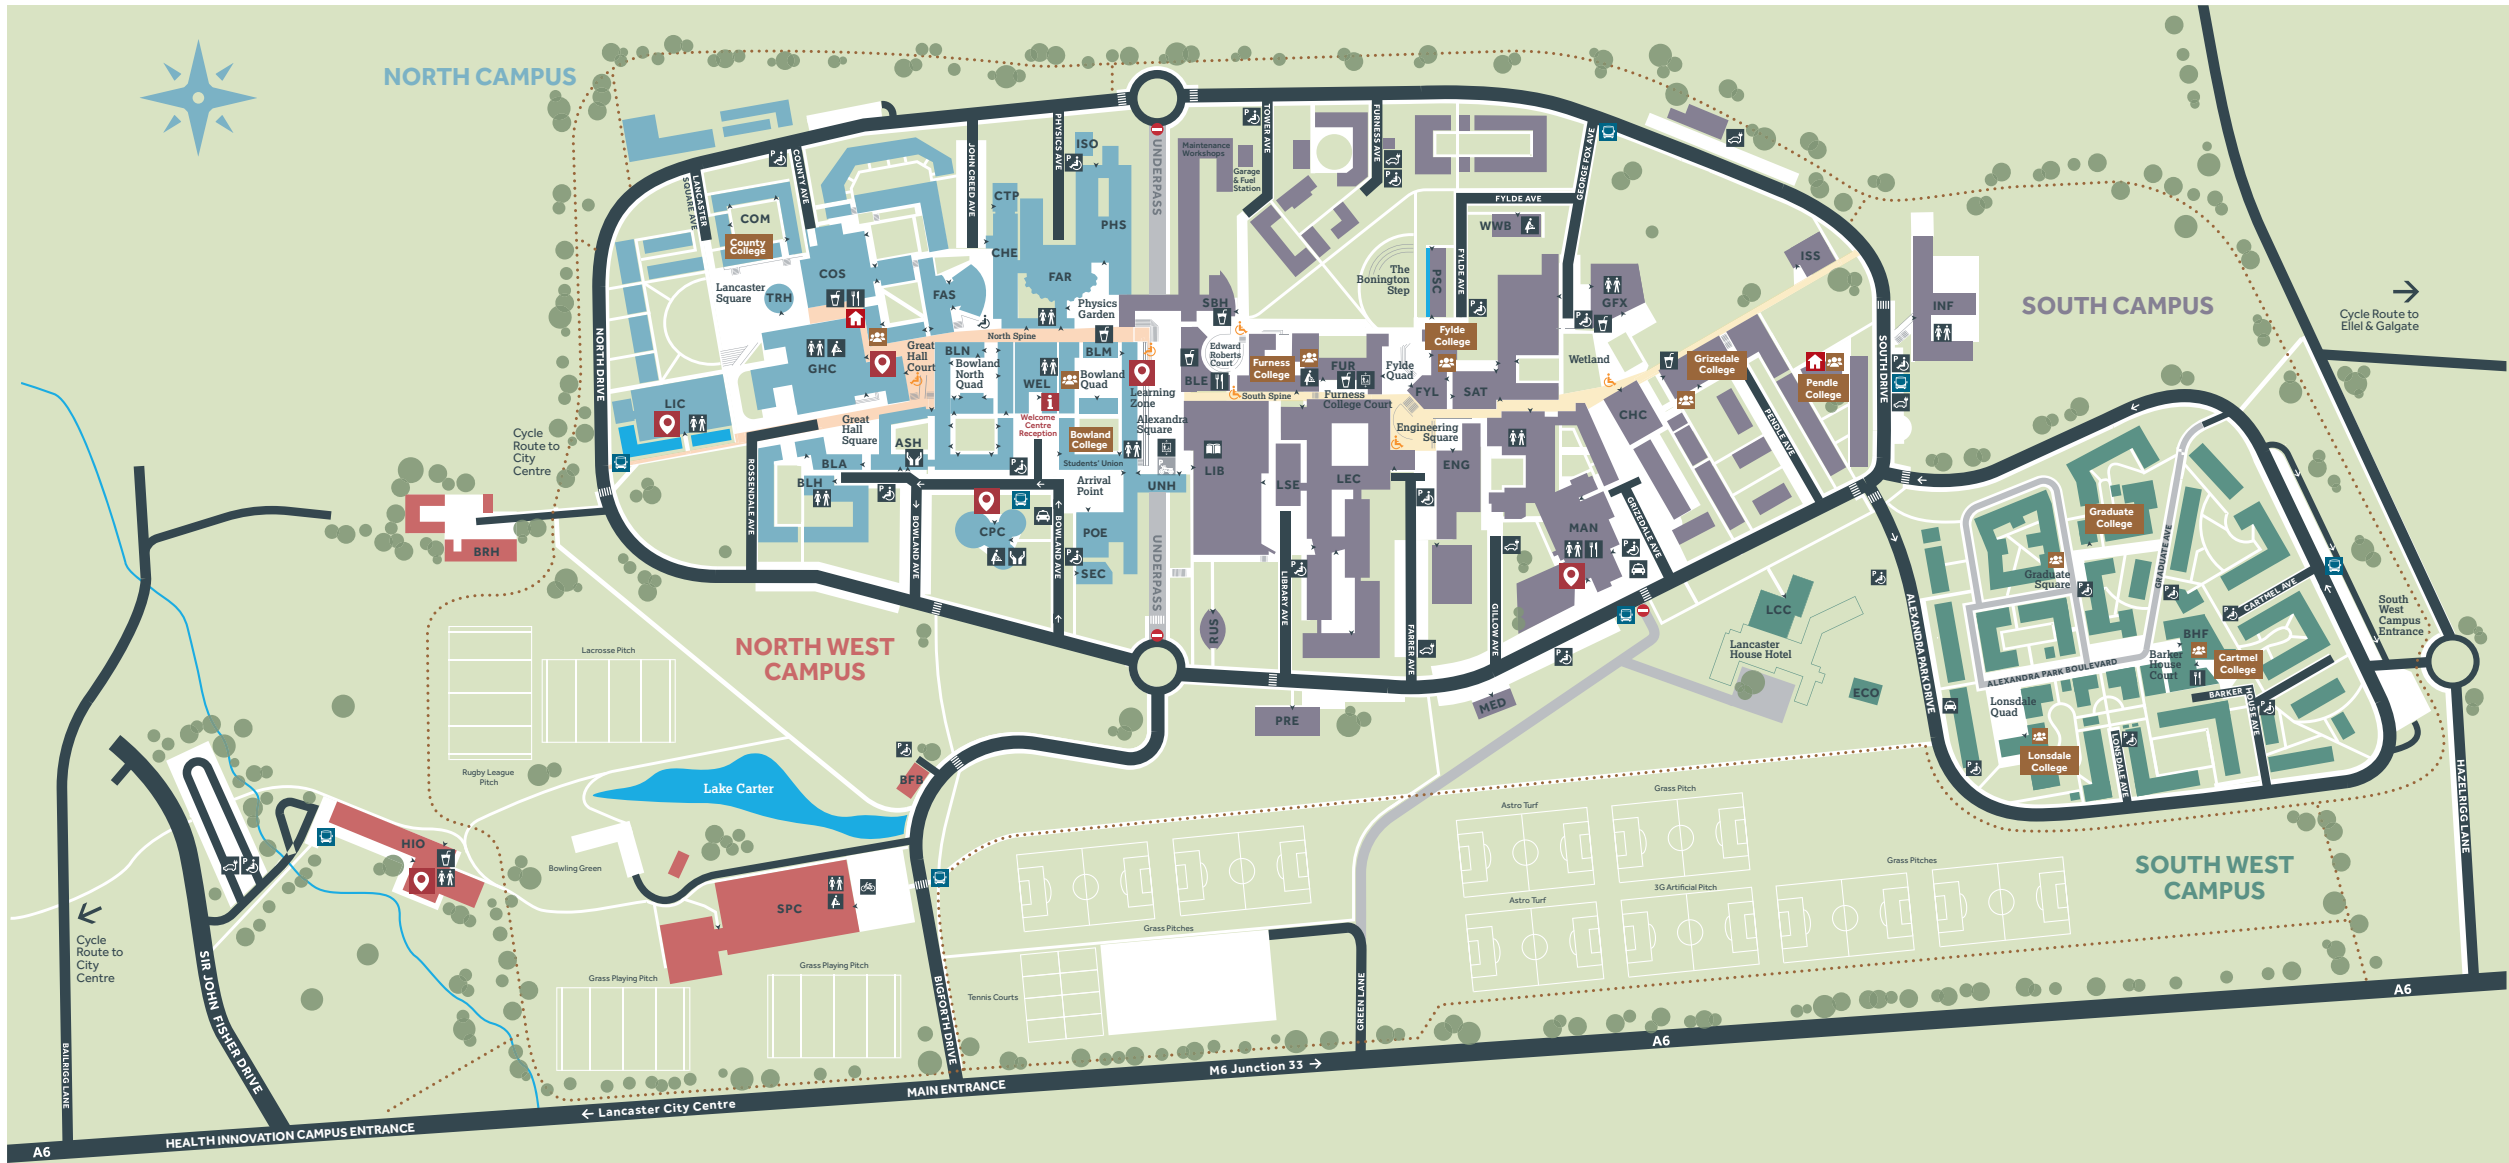 NORTH CAMPUS
SOUTH CAMPUS
NORTH WEST
CAMPUS
SOUTH WEST
CAMPUS
Cycle Route to
Ellel & Galgate
Cycle
Route to
City
Centre
Cycle
Route to
City
Centre
NORTH DRIVE
LANCASTER
SQUARE AVE
COUNTY AVE
JOHN CREED AVE
PHYSICS AVE
UNDERPASS
TOWER AVE
FURNESS AVE
GEORGE FOX AVE
FYLDE AVE
FYLDE AVE
SOUTH DRIVE
PENDLE AVE
GRIZEDALE AVE
GILLOW AVE
FARRER AVE
LIBRARY AVE
UNDERPASS
BOWLAND AVE
BOWLAND AVE
ROSSENDALE AVE
COM
County
College
COS
TRH
Lancaster
Square
FAS
GHC
LIC
Great
Hall
Court
Great
Hall
Square
North Spine
CTP
CHE
ISO
PHS
FAR
Physics
Garden
BLN
Bowland
North
Quad
WEL
BLM
Bowland
Quad
Welcome
Centre
Reception
Bowland
College
Learning
Zone
Alexandra
Square
Students' Union
Arrival
Point
UNH
ASH
BLA
BLH
CPC
POE
SEC
Maintenance
Workshops
Garage
& Fuel
Station
SBH
Edward
Roberts
Court
BLE
South Spine
Furness
College
FUR
Furness
College Court
Fylde
Quad
The
Bonington
Step
PSC
WWB
Fylde
College
FYL
SAT
Wetland
GFX
ISS
INF
Grizedale
College
Pendle
College
CHC
Engineering
Square
ENG
LIB
LSE
LEC
MAN
RUS
PRE
MED
LCC
Lancaster
House Hotel
ECO
Graduate
College
Graduate
Square
GRADUATE AVE
CARTMEL AVE
South
West
Campus
Entrance
BHF
Barker
House
Court
Cartmel
College
ALEXANDRA PARK BOULEVARD
ALEXANDRA PARK DRIVE
BARKER
HOUSE AVE
Lonsdale
Quad
Lonsdale
College
LONSDALE AVE
HAZELRIGG LANE
BRH
Lacrosse Pitch
Rugby League
Pitch
Lake Carter
BFB
Bowling Green
HIO
SPC
Grass Playing Pitch
Grass Playing Pitch
Grass Pitches
Tennis Courts
Astro Turf
Grass Pitch
Astro Turf
3G Artificial Pitch
Grass Pitches
BIGFORTH DRIVE
GREEN LANE
SIR JOHN FISHER DRIVE
BAILRIGG LANE
A6
HEALTH INNOVATION CAMPUS ENTRANCE
← Lancaster City Centre
MAIN ENTRANCE
M6 Junction 33 →
A6
A6